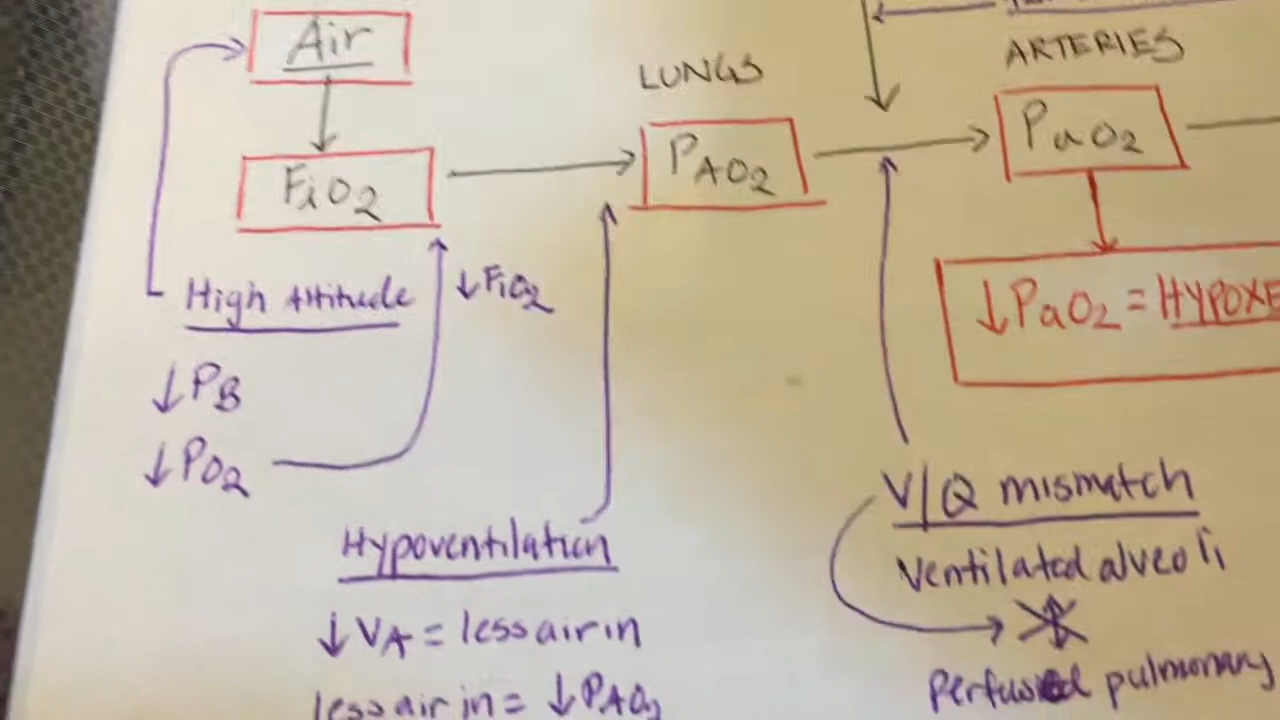 Air
FiO2
LUNGS
PAO2
ARTERIES
PaO2
High Altitude
↓PB
↓PO2
↓FiO2
↓PaO2 = HYPOXE
Hypoventilation
↓VA = less air in
less air in = ↓PAO2
V/Q mismatch
Ventilated alveoli
Perfused pulmonary